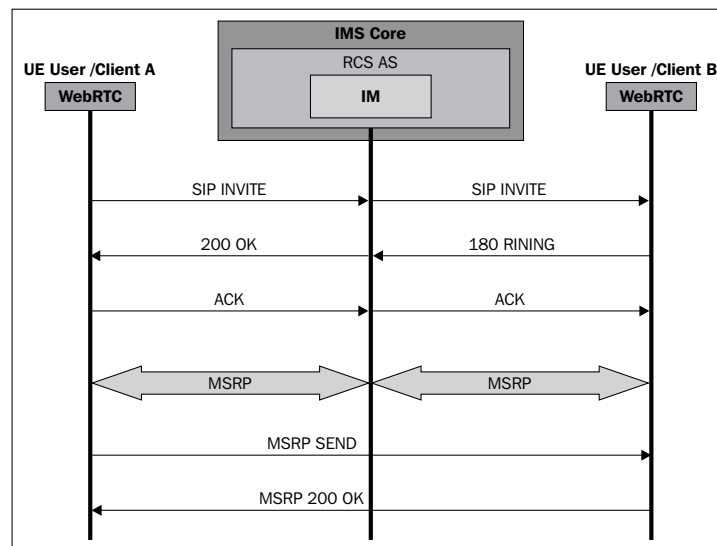 IMS Core
RCS AS
IM
UE User /Client A
WebRTC
UE User /Client B
WebRTC
SIP INVITE
SIP INVITE
200 OK
180 RINING
ACK
ACK
MSRP
MSRP
MSRP SEND
MSRP 200 OK